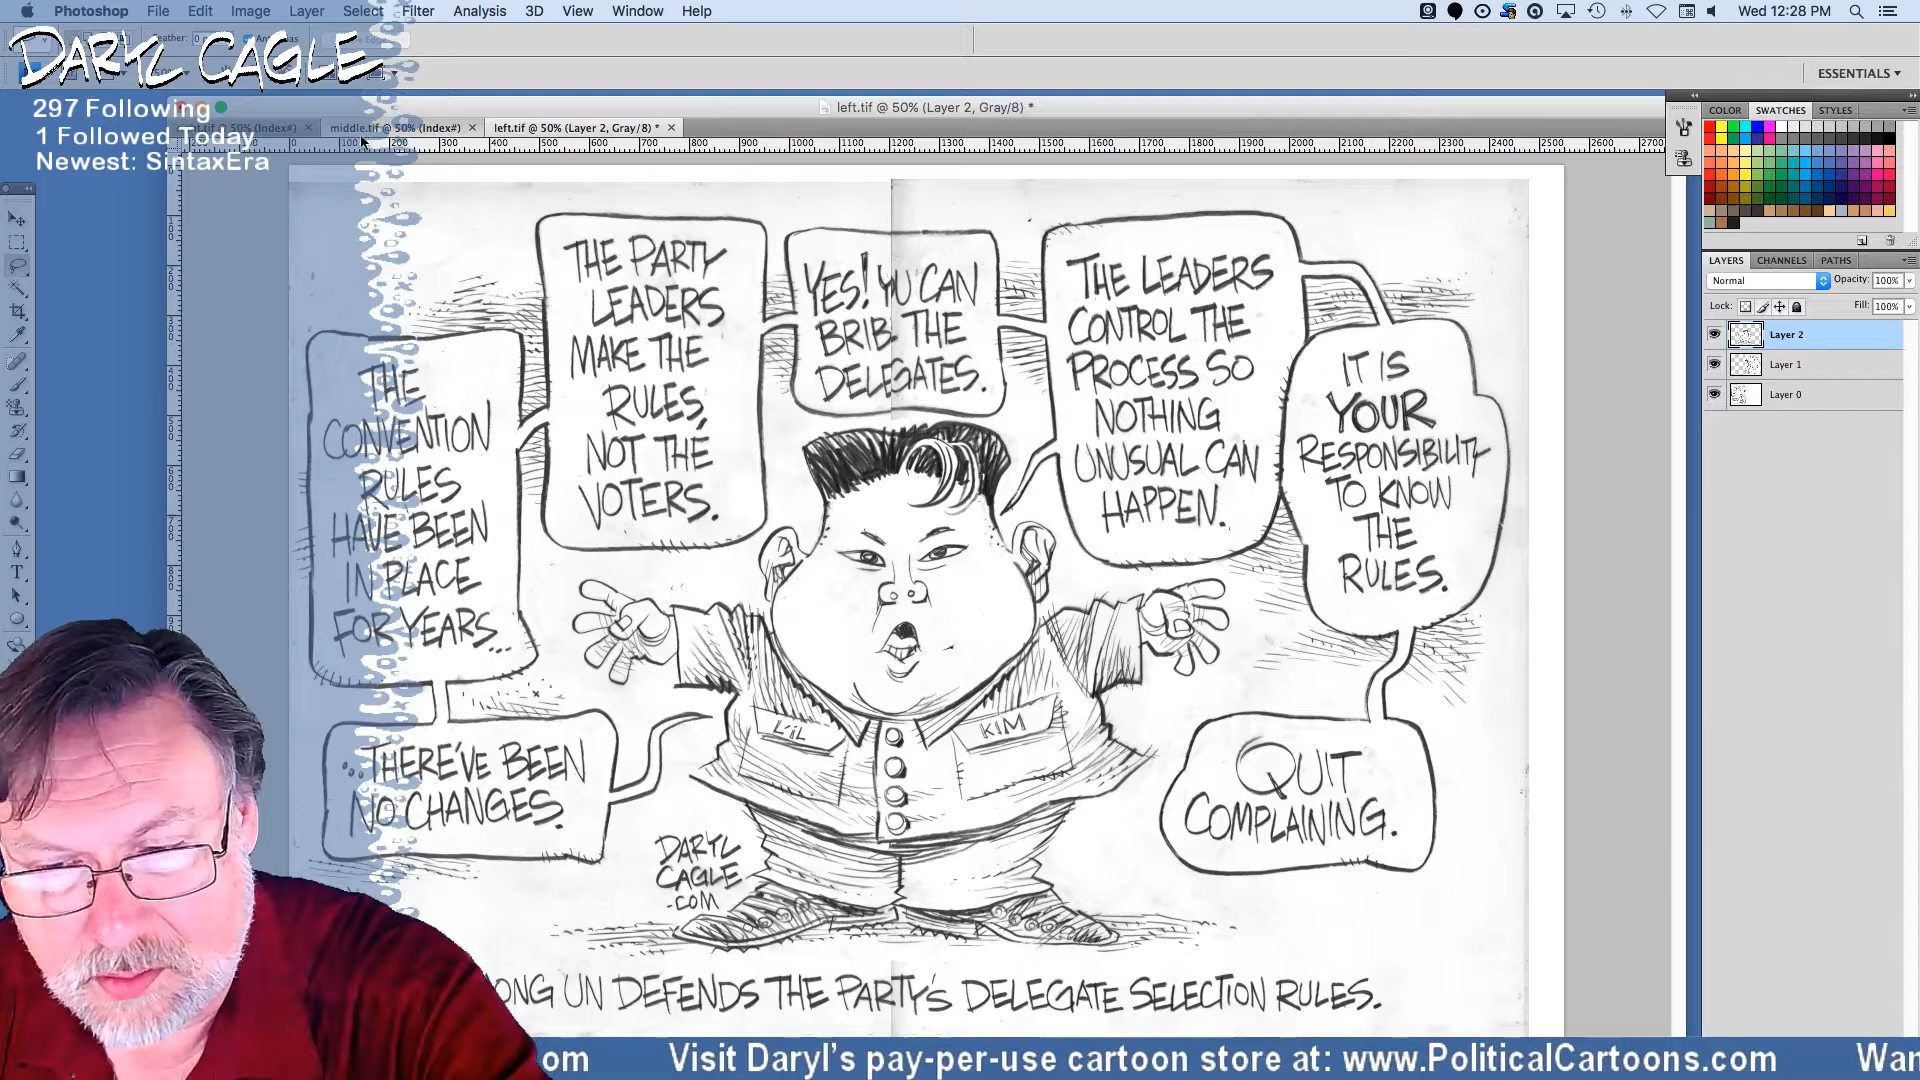 Photoshop File Edit Image Layer Select Filter Analysis 3D View Window Help
Wed 12:28 PM
ESSENTIALS
DARYL CAGLE
297 Following
1 Followed Today
Newest: SintaxEra
left.tif @ 50% (Layer 2, Gray/8) *
middle.tif @ 50% (Index#)
left.tif @ 50% (Layer 2, Gray/8) *
COLOR SWATCHES STYLES
LAYERS CHANNELS PATHS
Normal Opacity: 100%
Lock: Fill: 100%
Layer 2
Layer 1
Layer 0
THE
CONVENTION
RULES
HAVE BEEN
IN PLACE
FOR YEARS...
...THERE'VE BEEN
NO CHANGES.
THE PARTY
LEADERS
MAKE THE
RULES,
NOT THE
VOTERS.
YES! YU CAN
BRIB THE
DELEGATES.
THE LEADERS
CONTROL THE
PROCESS SO
NOTHING
UNUSUAL CAN
HAPPEN.
IT IS
YOUR
RESPONSIBILITY
TO KNOW
THE
RULES.
QUIT
COMPLAINING.
L'IL
KIM
DARYL
CAGLE
-COM
ONG UN DEFENDS THE PARTY'S DELEGATE SELECTION RULES.
om Visit Daryl's pay-per-use cartoon store at: www.PoliticalCartoons.com Wan